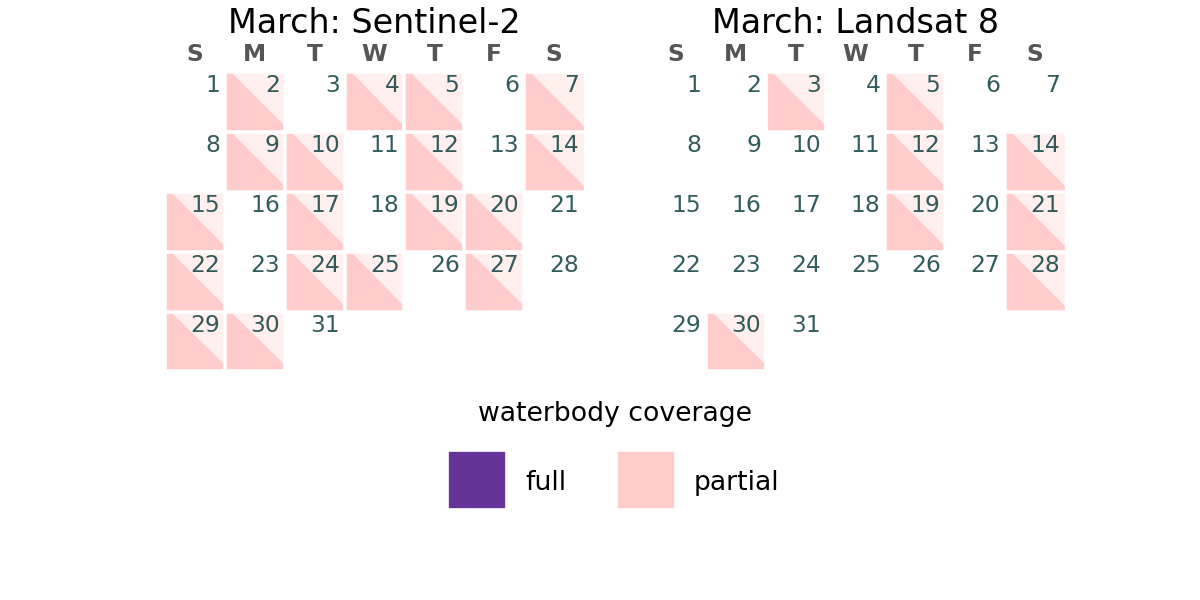 March: Sentinel-2
S M T W T F S
1 2 3 4 5 6 7
8 9 10 11 12 13 14
15 16 17 18 19 20 21
22 23 24 25 26 27 28
29 30 31
March: Landsat 8
S M T W T F S
1 2 3 4 5 6 7
8 9 10 11 12 13 14
15 16 17 18 19 20 21
22 23 24 25 26 27 28
29 30 31
waterbody coverage
full partial